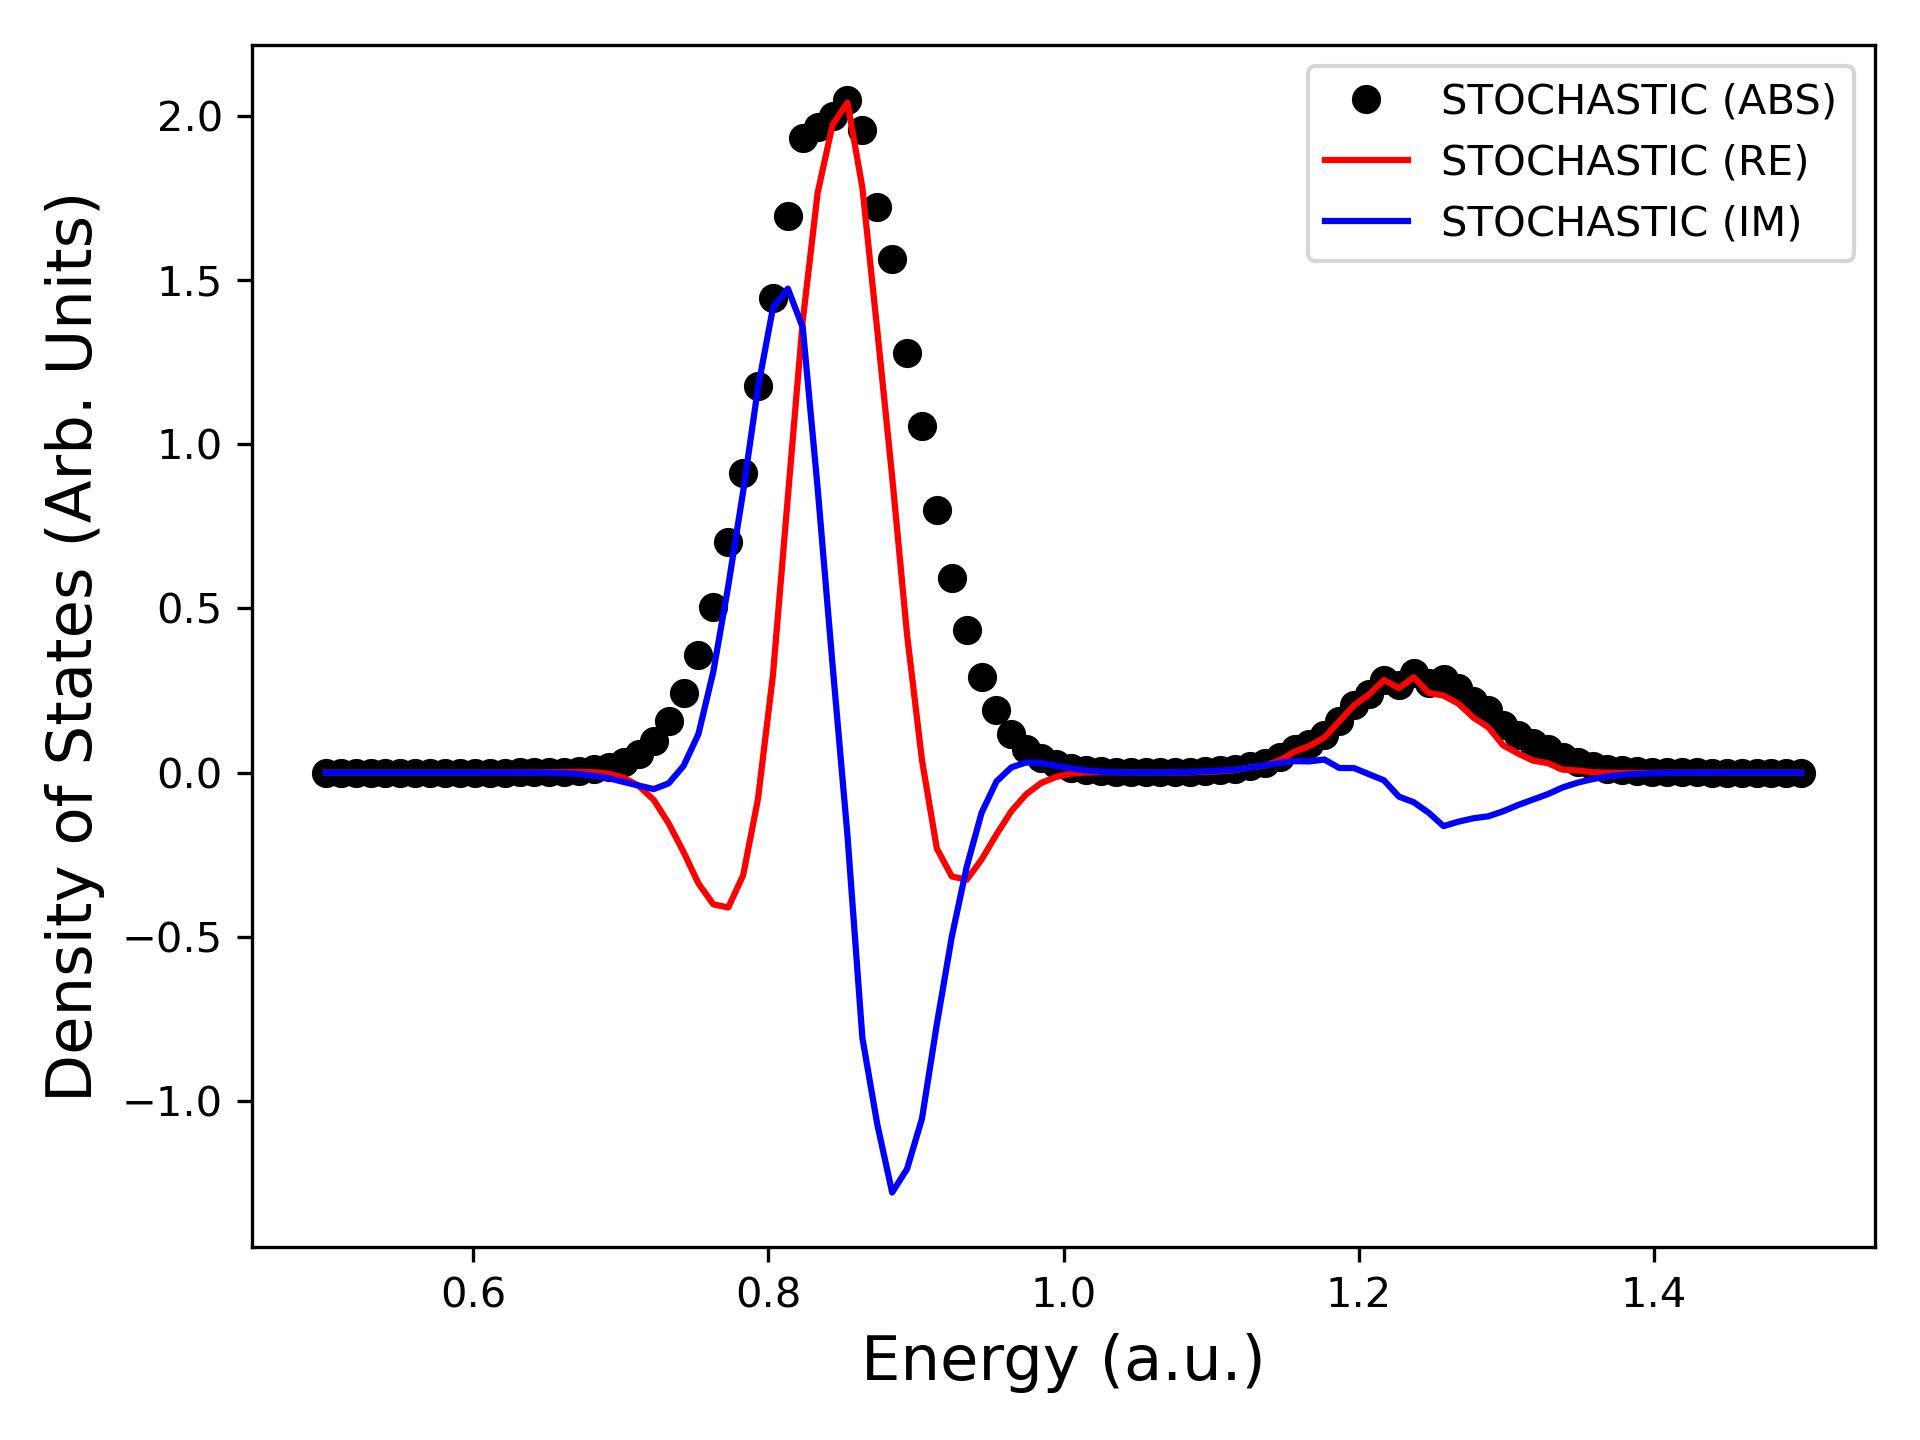 STOCHASTIC (ABS)
STOCHASTIC (RE)
STOCHASTIC (IM)
Density of States (Arb. Units)
2.0
1.5
1.0
0.5
0.0
−0.5
−1.0
0.6 0.8 1.0 1.2 1.4
Energy (a.u.)